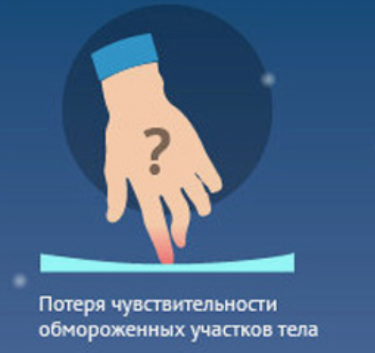 ?
Потеря чувствительности
обмороженных участков тела